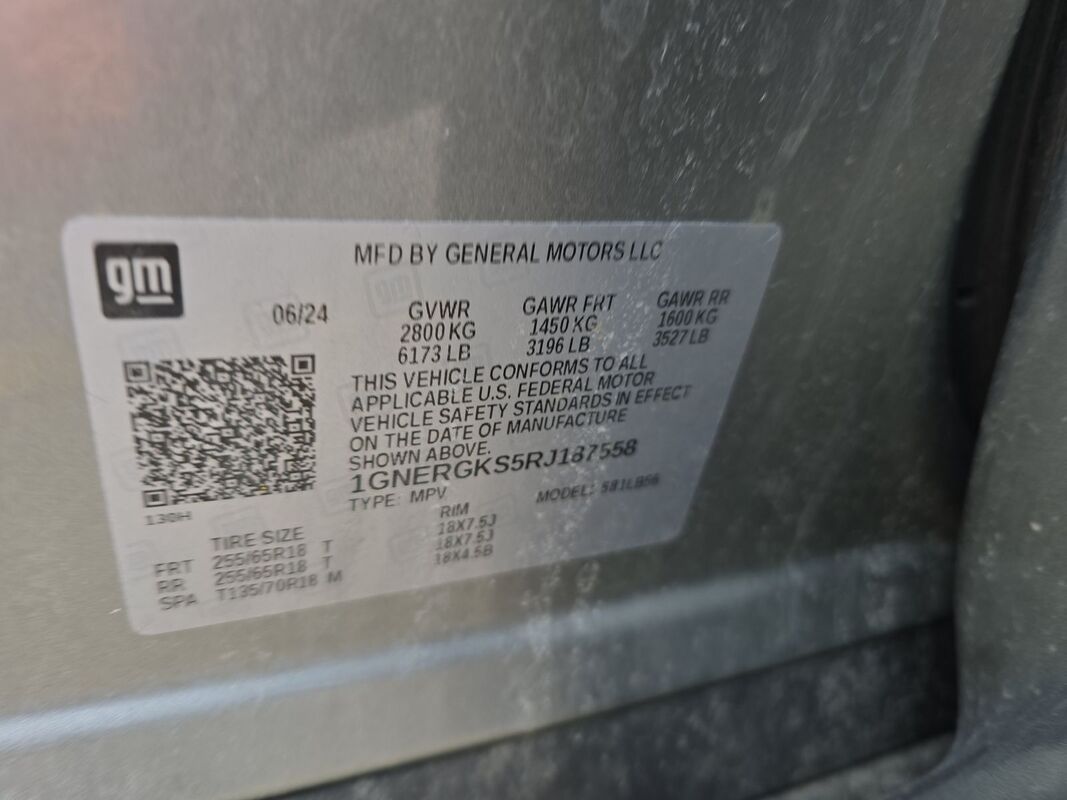 gm
MFD BY GENERAL MOTORS LLC
06/24 GVWR GAWR FRT GAWR RR
2800 KG 1450 KG 1600 KG
6173 LB 3196 LB 3527 LB
THIS VEHICLE CONFORMS TO ALL
APPLICABLE U.S. FEDERAL MOTOR
VEHICLE SAFETY STANDARDS IN EFFECT
ON THE DATE OF MANUFACTURE
SHOWN ABOVE.
1GNERGKS5RJ187558
TYPE: MPV MODEL:
130H
TIRE SIZE RIM
FRT 255/65R18 T 18X7.5J
RR 255/65R18 T 18X7.5J
SPA T135/70R18 M 18X4.5B